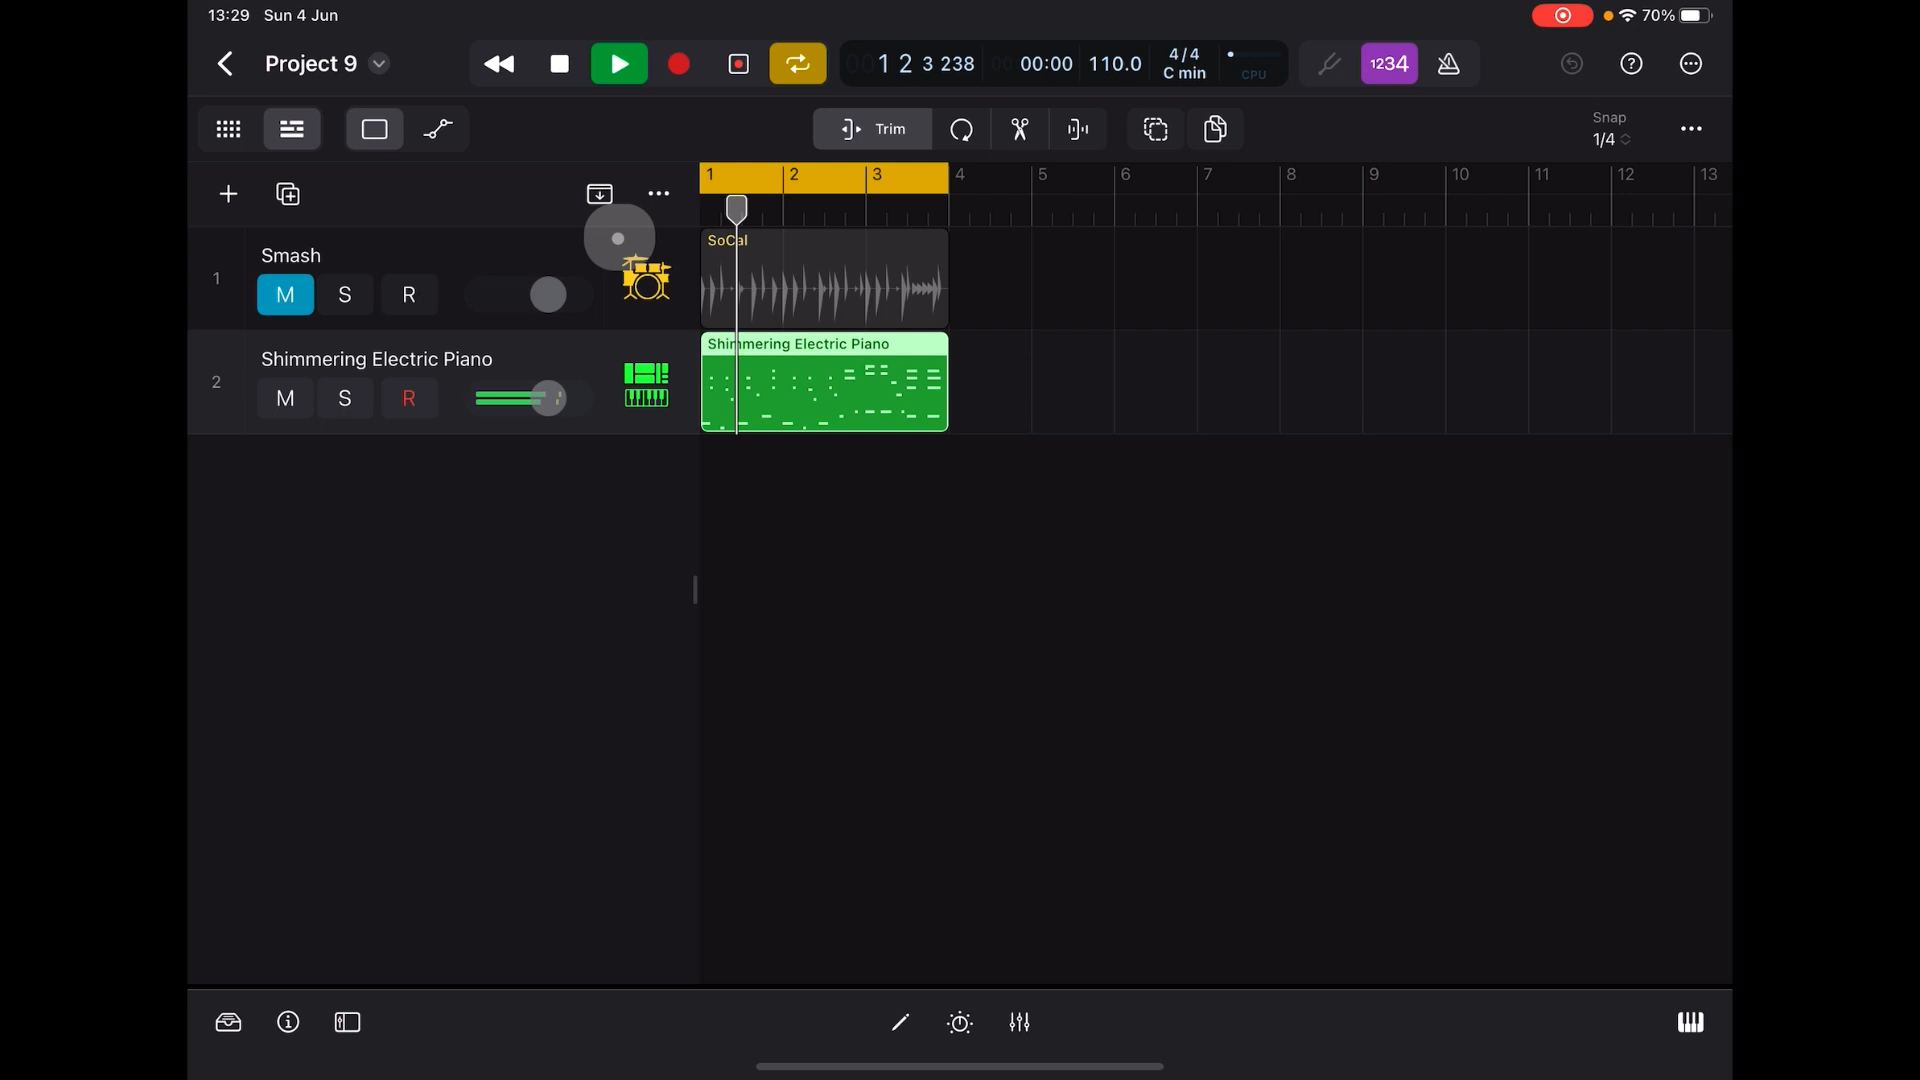 13:29 Sun 4 Jun
70%
Project 9
1 2 3 238
00:00
110.0
4/4
C min
CPU
1234
Trim
Snap
1/4
1 2 3 4 5 6 7 8 9 10 11 12 13
1
Smash
M S R
SoCal
2
Shimmering Electric Piano
M S R
Shimmering Electric Piano